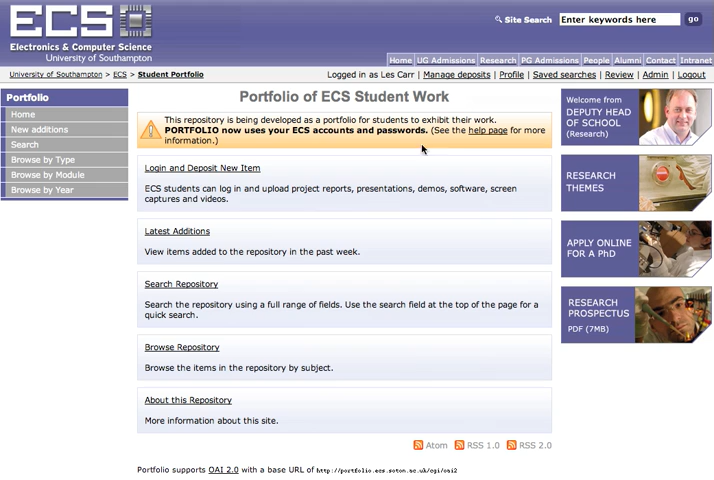 ECS
Electronics & Computer Science
University of Southampton
Site Search
Enter keywords here
go
Home UG Admissions Research PG Admissions People Alumni Contact Intranet
University of Southampton > ECS > Student Portfolio
Logged in as Les Carr | Manage deposits | Profile | Saved searches | Review | Admin | Logout
Portfolio
Home
New additions
Search
Browse by Type
Browse by Module
Browse by Year
Portfolio of ECS Student Work
This repository is being developed as a portfolio for students to exhibit their work.
PORTFOLIO now uses your ECS accounts and passwords. (See the help page for more
information.)
Login and Deposit New Item
ECS students can log in and upload project reports, presentations, demos, software, screen
captures and videos.
Latest Additions
View items added to the repository in the past week.
Search Repository
Search the repository using a full range of fields. Use the search field at the top of the page for a
quick search.
Browse Repository
Browse the items in the repository by subject.
About this Repository
More information about this site.
Atom RSS 1.0 RSS 2.0
Portfolio supports OAI 2.0 with a base URL of http://portfolio.ecs.soton.ac.uk/cgi/oai2
Welcome from
DEPUTY HEAD
OF SCHOOL
(Research)
RESEARCH
THEMES
APPLY ONLINE
FOR A PhD
RESEARCH
PROSPECTUS
PDF (7MB)